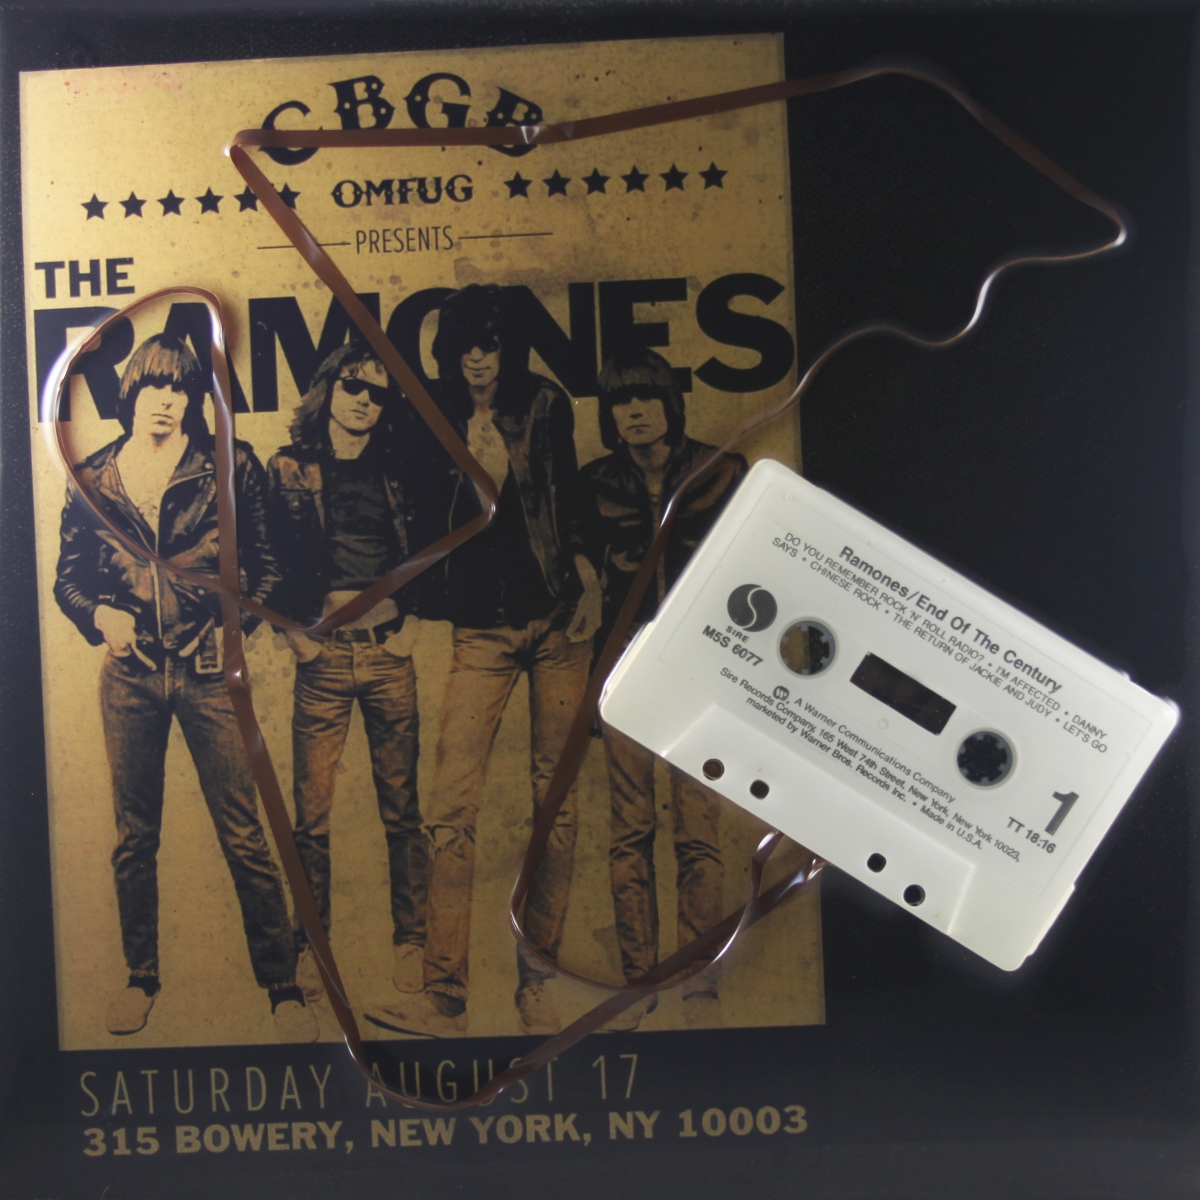 CBGB
OMFUG
PRESENTS
THE
RAMONES
SATURDAY AUGUST 17
315 BOWERY, NEW YORK, NY 10003
Ramones/End Of The Century
DO YOU REMEMBER ROCK 'N' ROLL RADIO? • I'M AFFECTED • DANNY
SAYS • CHINESE ROCK • THE RETURN OF JACKIE AND JUDY • LET'S GO
SIRE
M5S 6077
1
TT 18:16
A Warner Communications Company
Sire Records Company, 165 West 74th Street, New York, New York 10023,
marketed by Warner Bros. Records Inc. • Made in U.S.A.